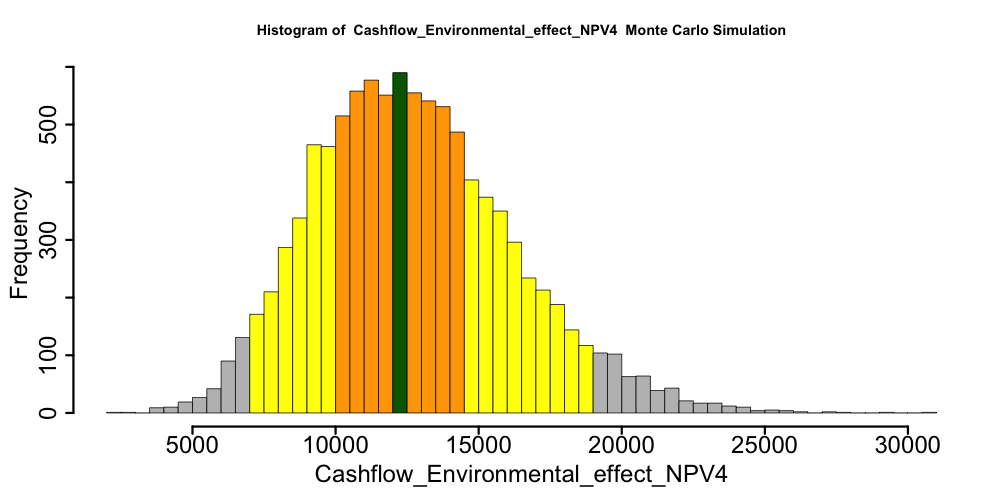 Histogram of  Cashflow_Environmental_effect_NPV4  Monte Carlo Simulation
Frequency
500
300
100
0
5000 10000 15000 20000 25000 30000
Cashflow_Environmental_effect_NPV4